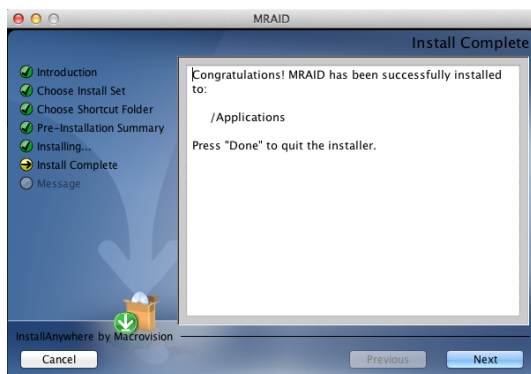 MRAID
Install Complete
Introduction
Choose Install Set
Choose Shortcut Folder
Pre-Installation Summary
Installing...
Install Complete
Message
Congratulations! MRAID has been successfully installed
to:
/Applications
Press "Done" to quit the installer.
InstallAnywhere by Macrovision
Cancel
Previous
Next